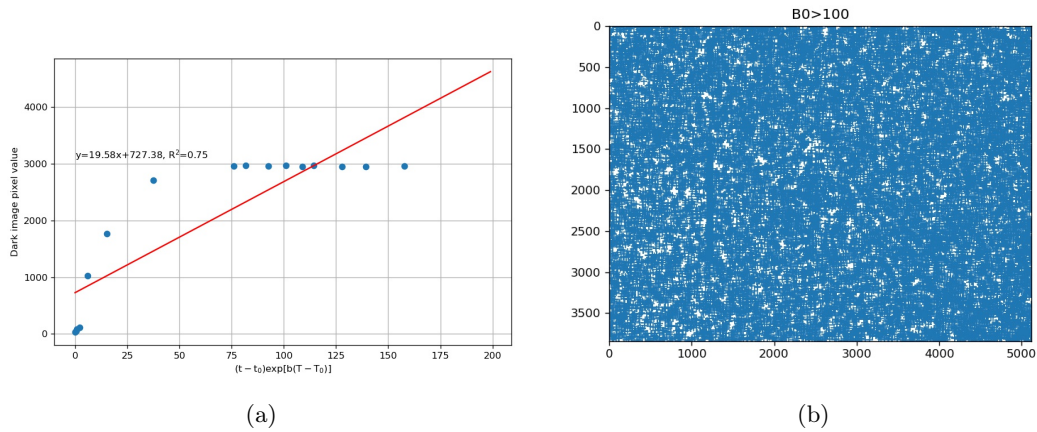 Dark image pixel value
4000
3000
2000
1000
0
y=19.58x+727.38, R²=0.75
0 25 50 75 100 125 150 175 200
(t − t₀)exp[b(T − T₀)]
(a)
B0>100
0
500
1000
1500
2000
2500
3000
3500
0 1000 2000 3000 4000 5000
(b)